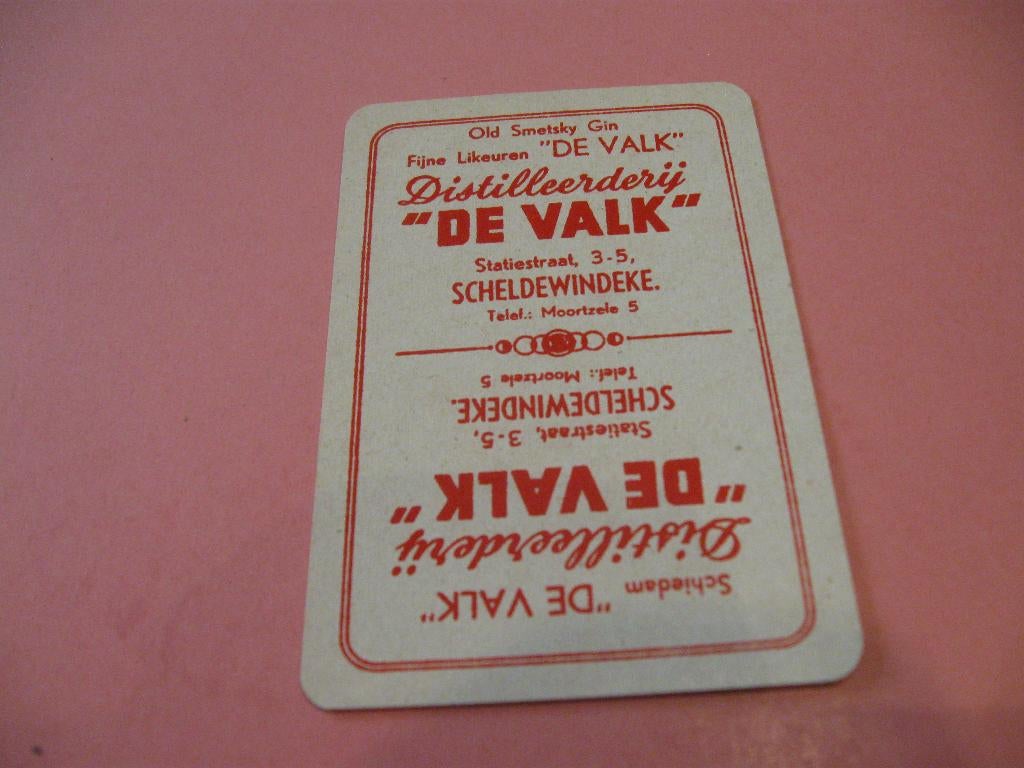 Old Smetsky Gin
Fijne Likeuren "DE VALK"
Distilleerderij
"DE VALK"
Statiestraat, 3-5,
SCHELDEWINDEKE.
Telef.: Moortzele 5
Schiedam "DE VALK"
Distilleerderij
"DE VALK"
Statiestraat, 3-5,
SCHELDEWINDEKE.
Telef.: Moortzele 5